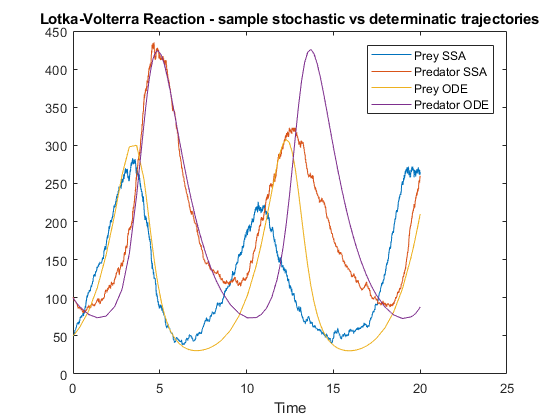 Lotka-Volterra Reaction - sample stochastic vs determinatic trajectories
450
400
350
300
250
200
150
100
50
0
Prey SSA
Predator SSA
Prey ODE
Predator ODE
0 5 10 15 20 25
Time